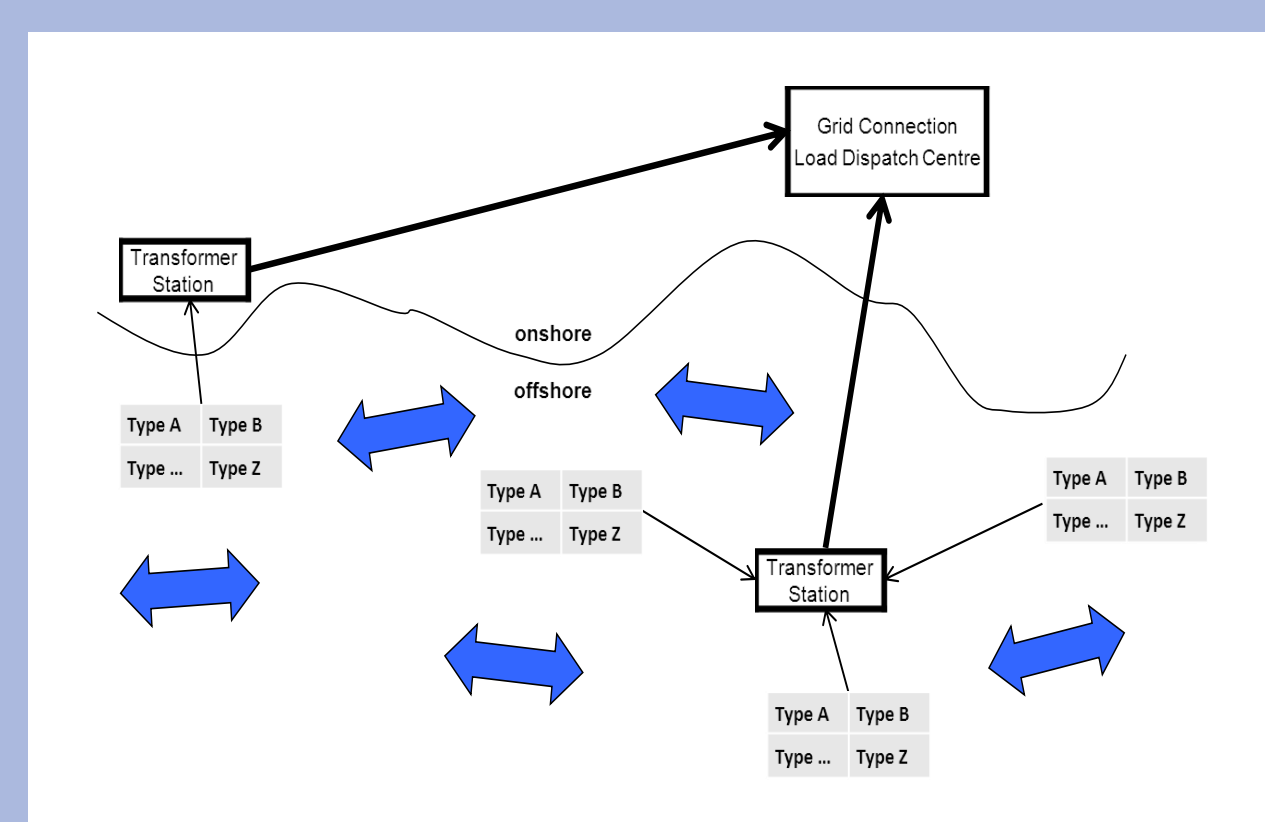 Grid Connection
Load Dispatch Centre
Transformer
Station
onshore
offshore
Type A Type B
Type ... Type Z
Type A Type B
Type ... Type Z
Type A Type B
Type ... Type Z
Transformer
Station
Type A Type B
Type ... Type Z